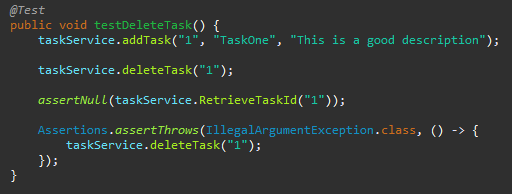 @Test
public void testDeleteTask() {
    taskService.addTask("1", "TaskOne", "This is a good description");
    taskService.deleteTask("1");
    assertNull(taskService.RetrieveTaskId("1"));
    Assertions.assertThrows(IllegalArgumentException.class, () -> {
        taskService.deleteTask("1");
    });
}